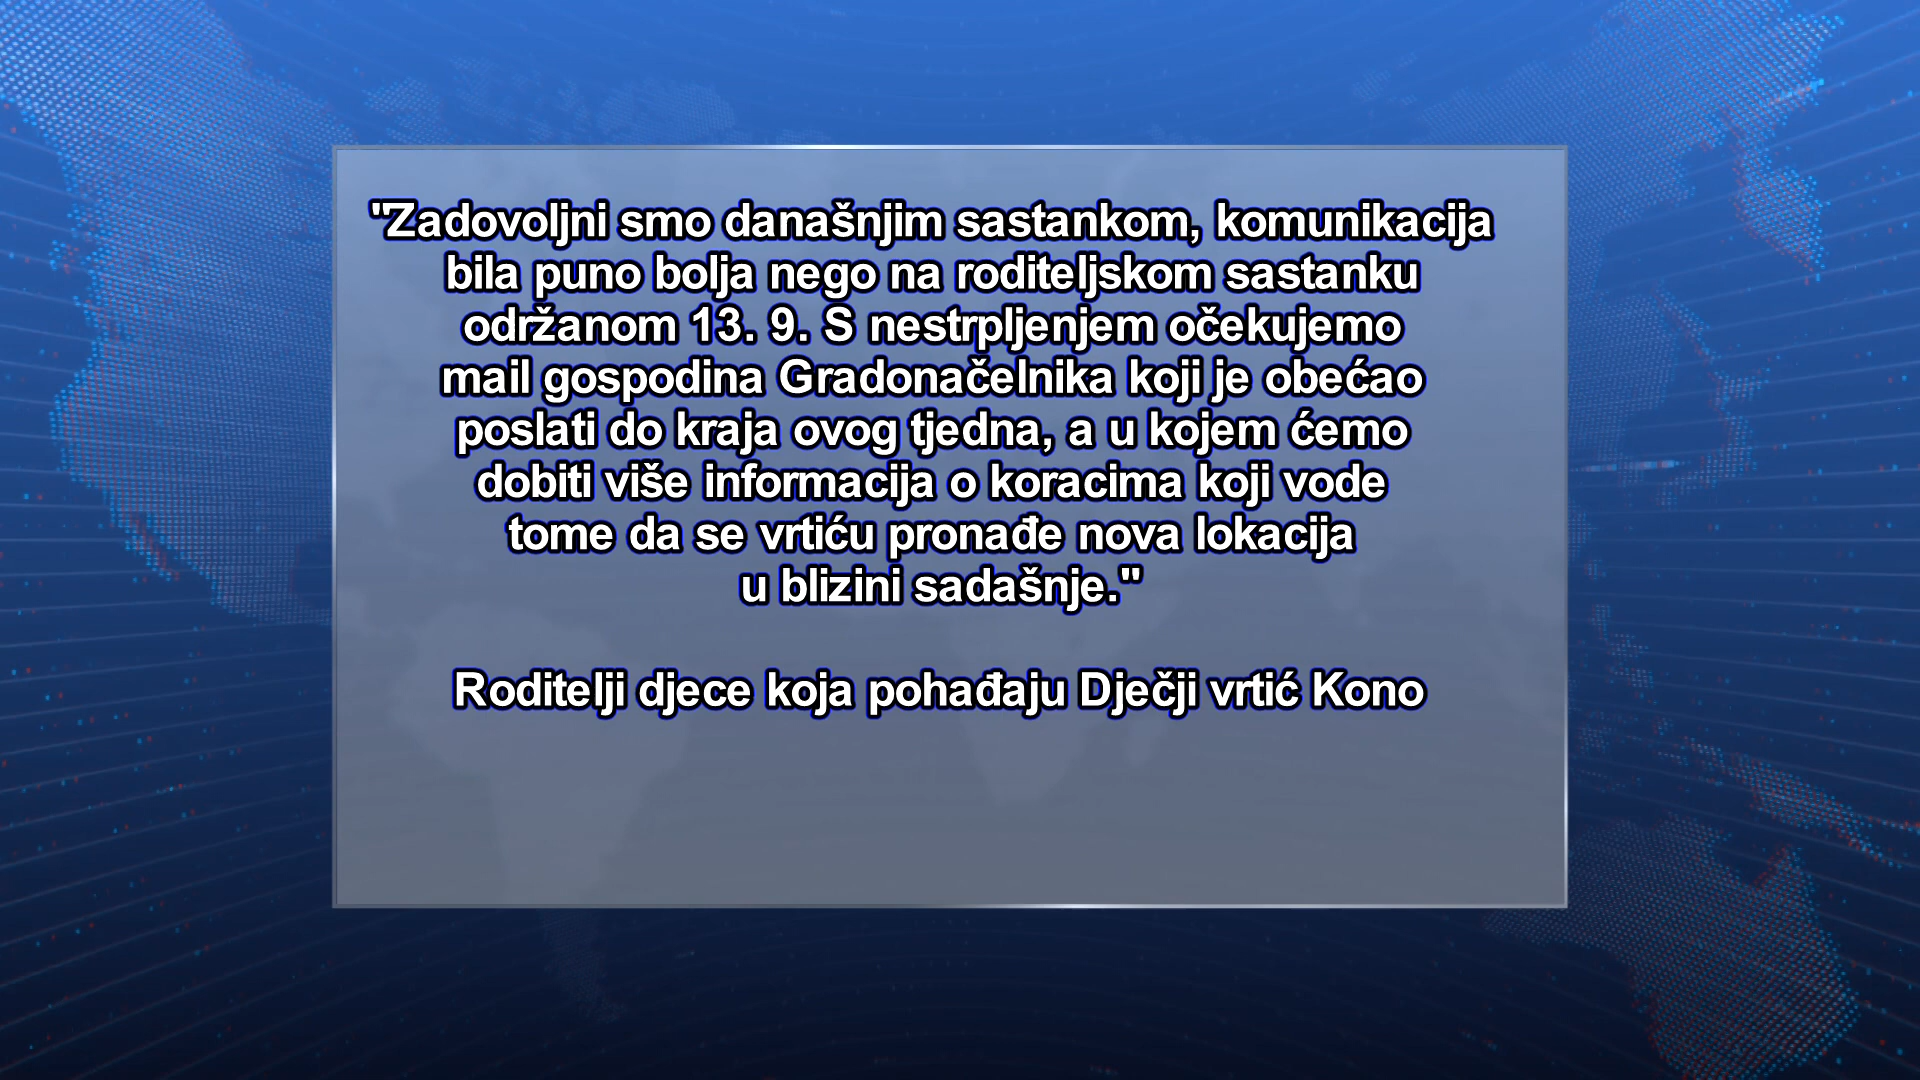 "Zadovoljni smo današnjim sastankom, komunikacija
bila puno bolja nego na roditeljskom sastanku
održanom 13. 9. S nestrpljenjem očekujemo
mail gospodina Gradonačelnika koji je obećao
poslati do kraja ovog tjedna, a u kojem ćemo
dobiti više informacija o koracima koji vode
tome da se vrtiću pronađe nova lokacija
u blizini sadašnje."
Roditelji djece koja pohađaju Dječji vrtić Kono